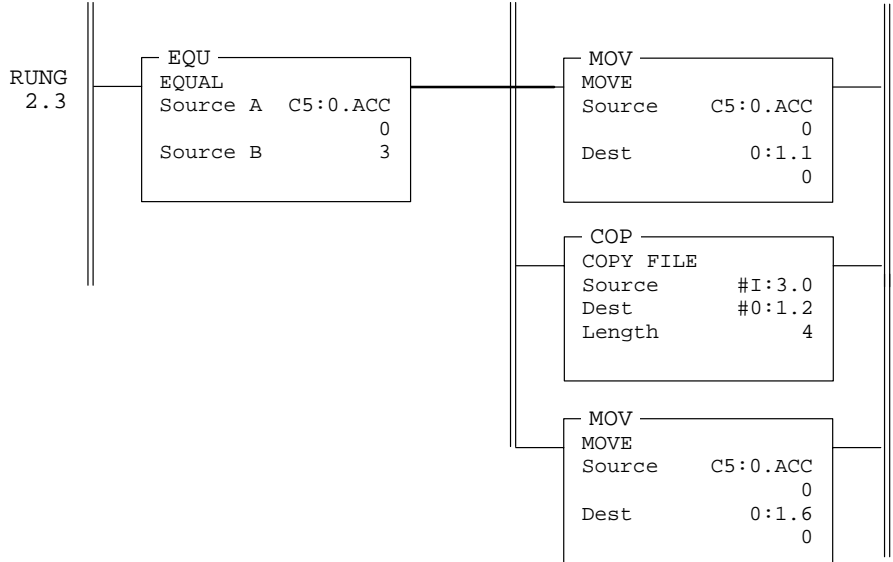 RUNG
2.3
EQU
EQUAL
Source A C5:0.ACC
0
Source B 3
MOV
MOVE
Source C5:0.ACC
0
Dest 0:1.1
0
COP
COPY FILE
Source #I:3.0
Dest #0:1.2
Length 4
MOV
MOVE
Source C5:0.ACC
0
Dest 0:1.6
0